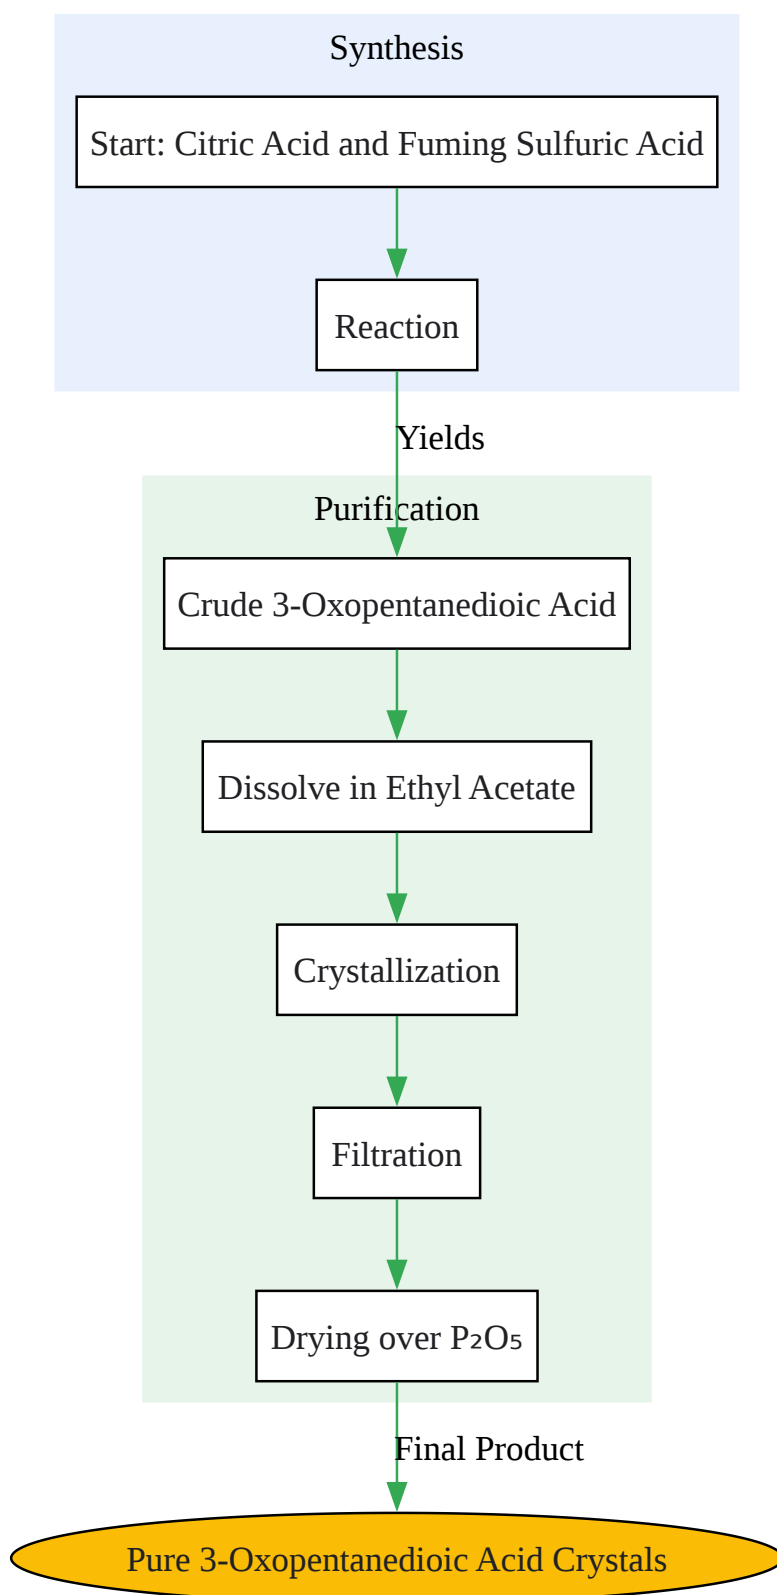 Synthesis
Start: Citric Acid and Fuming Sulfuric Acid
Reaction
Yields
Purification
Crude 3-Oxopentanedioic Acid
Dissolve in Ethyl Acetate
Crystallization
Filtration
Drying over P₂O₅
Final Product
Pure 3-Oxopentanedioic Acid Crystals